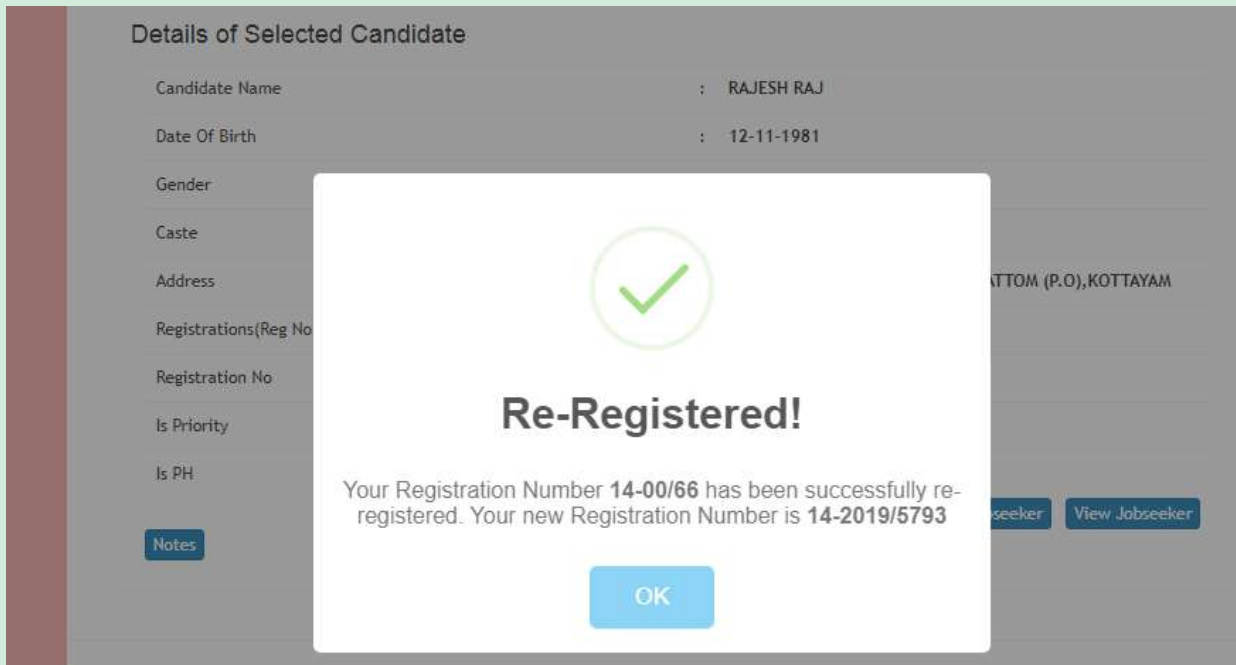 Details of Selected Candidate
Candidate Name : RAJESH RAJ
Date Of Birth : 12-11-1981
Gender
Caste
Address (P.O),KOTTAYAM
Registrations(Reg No
Registration No
Is Priority
Is PH
Re-Registered!
Your Registration Number 14-00/66 has been successfully re-
registered. Your new Registration Number is 14-2019/5793
View Jobseeker
Notes
OK